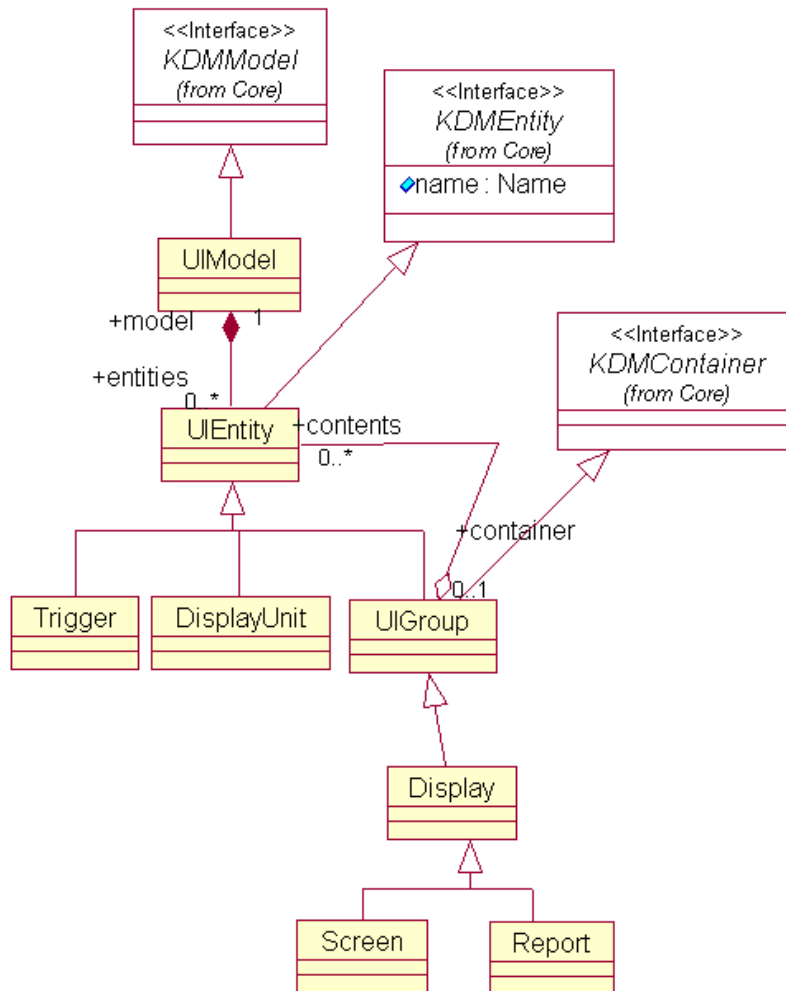 <<Interface>>
KDMModel
(from Core)
<<Interface>>
KDMEntity
(from Core)
name : Name
UIModel
+model
1
+entities
0..*
<<Interface>>
KDMContainer
(from Core)
UIEntity
+contents
0..*
+container
0..1
Trigger
DisplayUnit
UIGroup
Display
Screen
Report